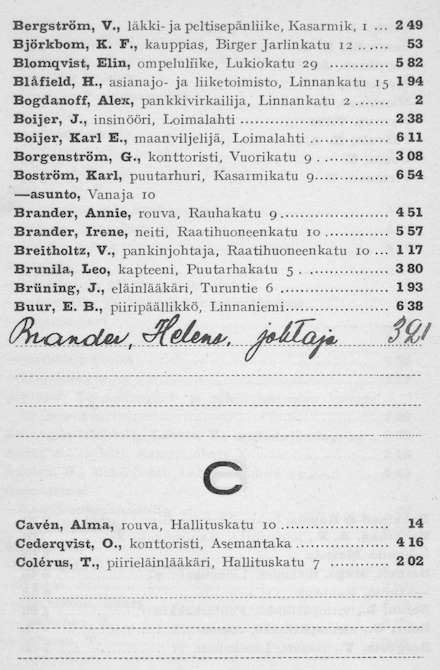 Bergström, V., läkki- ja peltisepänliike, Kasarmik, 1 ... 2 49
Björkbom, K. F., kauppias, Birger Jarlinkatu 12 ...... 53
Blomqvist, Elin, ompeluliike, Lukiokatu 29 ............ 5 82
Blåfield, H., asianajo- ja liiketoimisto, Linnankatu 15 1 94
Bogdanoff, Alex, pankkivirkailija, Linnankatu 2 ....... 2
Boijer, J., insinööri, Loimalahti ........................ 2 38
Boijer, Karl E., maanviljelijä, Loimalahti ............. 6 11
Borgenström, G., konttoristi, Vuorikatu 9 ............. 3 08
Boström, Karl, puutarhuri, Kasarmikatu 9............ 6 54
—asunto, Vanaja 10
Brander, Annie, rouva, Rauhakatu 9................... 4 51
Brander, Irene, neiti, Raatihuoneenkatu 10 ........... 5 57
Breitholtz, V., pankinjohtaja, Raatihuoneenkatu 10 ... 1 17
Brunila, Leo, kapteeni, Puutarhakatu 5 ............... 3 80
Brüning, J., eläinlääkäri, Turuntie 6 .................. 1 93
Buur, E. B., piiripäällikkö, Linnaniemi................. 6 38
Brander, Helena, johtaja 321
C
Cavén, Alma, rouva, Hallituskatu 10 .................. 14
Cederqvist, O., konttoristi, Asemantaka ............... 4 16
Colérus, T., piirieläinlääkäri, Hallituskatu 7 ........... 2 02